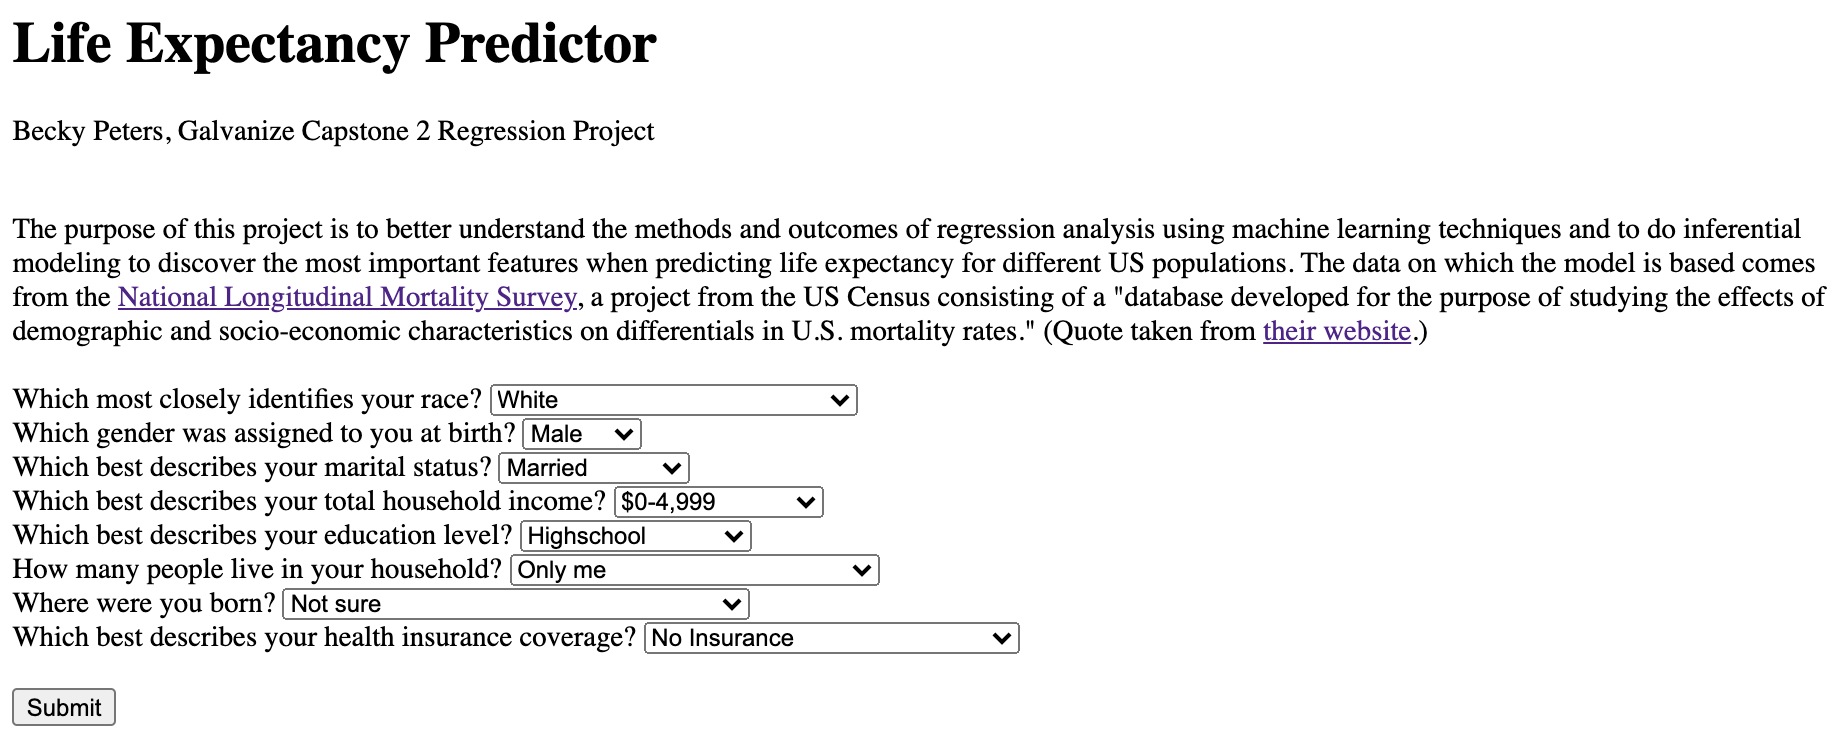 Life Expectancy Predictor
Becky Peters, Galvanize Capstone 2 Regression Project
The purpose of this project is to better understand the methods and outcomes of regression analysis using machine learning techniques and to do inferential
modeling to discover the most important features when predicting life expectancy for different US populations. The data on which the model is based comes
from the National Longitudinal Mortality Survey, a project from the US Census consisting of a "database developed for the purpose of studying the effects of
demographic and socio-economic characteristics on differentials in U.S. mortality rates." (Quote taken from their website.)
Which most closely identifies your race? White
Which gender was assigned to you at birth? Male
Which best describes your marital status? Married
Which best describes your total household income? $0-4,999
Which best describes your education level? Highschool
How many people live in your household? Only me
Where were you born? Not sure
Which best describes your health insurance coverage? No Insurance
Submit